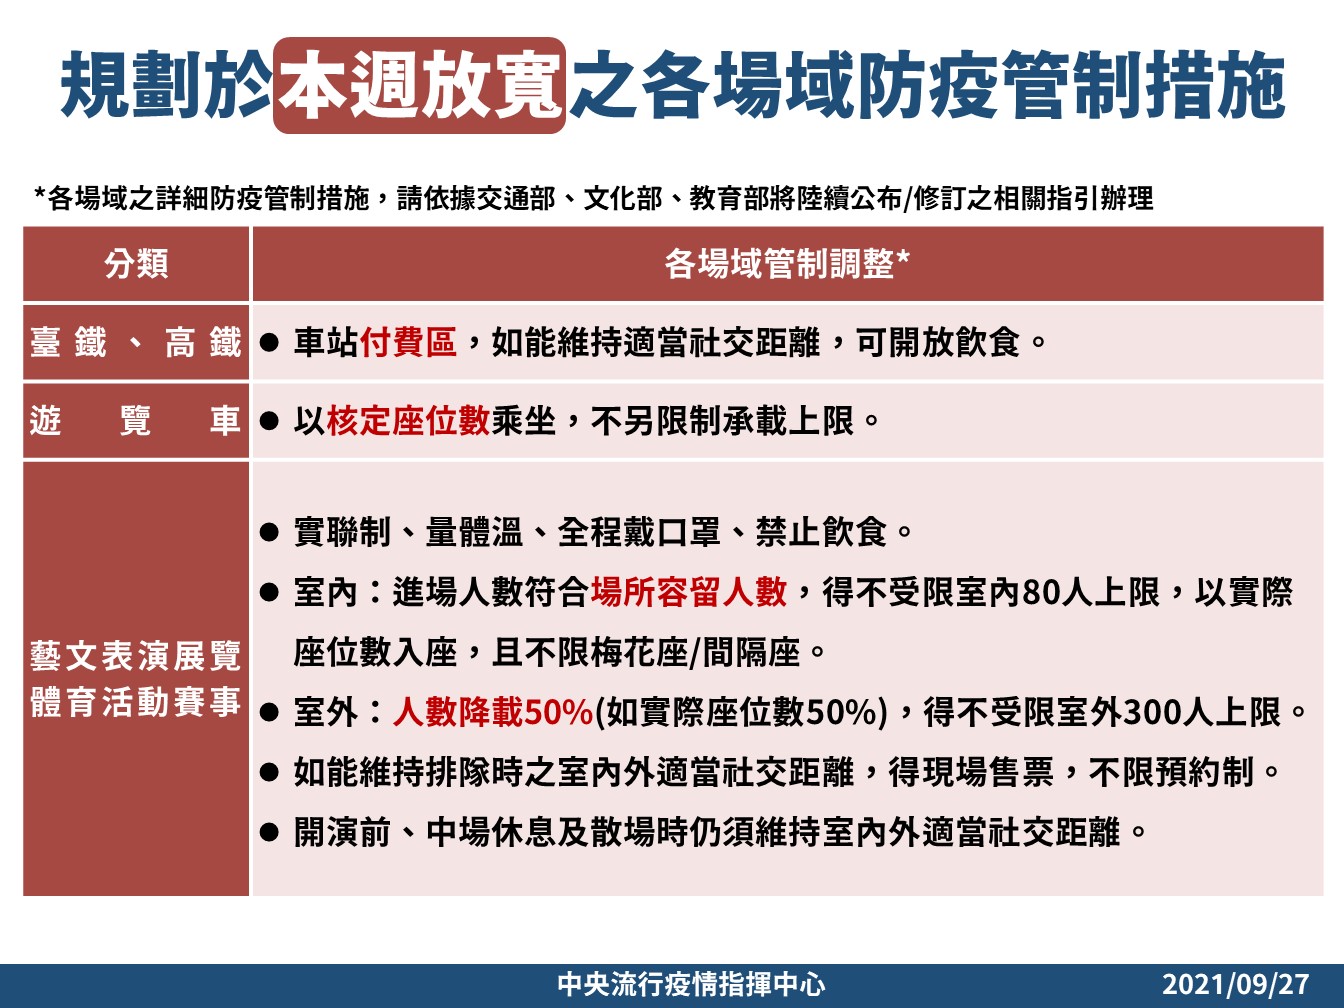 規劃於本週放寬之各場域防疫管制措施
*各場域之詳細防疫管制措施，請依據交通部、文化部、教育部將陸續公布/修訂之相關指引辦理
分類
各場域管制調整*
臺鐵、高鐵
● 車站付費區，如能維持適當社交距離，可開放飲食。
遊覽車
● 以核定座位數乘坐，不另限制承載上限。
藝文表演展覽
體育活動賽事
● 實聯制、量體溫、全程戴口罩、禁止飲食。
● 室內：進場人數符合場所容留人數，得不受限室內80人上限，以實際
座位數入座，且不限梅花座/間隔座。
● 室外：人數降載50%(如實際座位數50%)，得不受限室外300人上限。
● 如能維持排隊時之室內外適當社交距離，得現場售票，不限預約制。
● 開演前、中場休息及散場時仍須維持室內外適當社交距離。
中央流行疫情指揮中心
2021/09/27